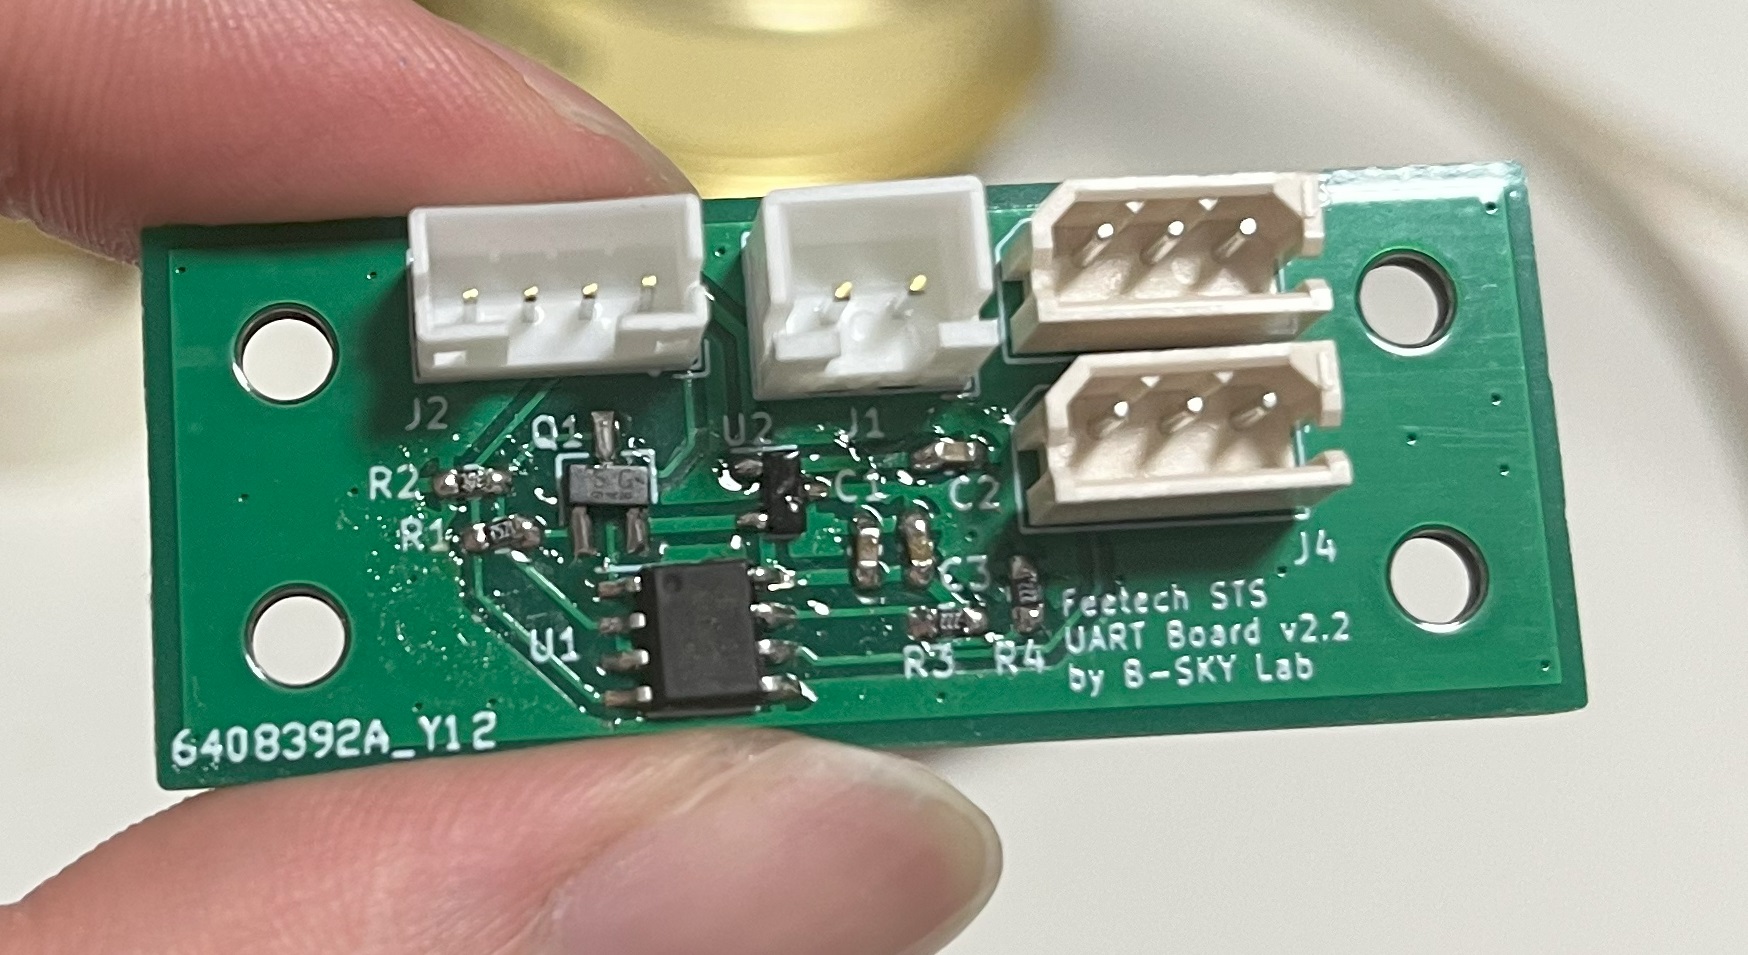 J2
Q1
U2
J1
R2
C1
C2
R1
J4
C3
U1
R3
R4
Feetech STS
UART Board v2.2
by B-SKY Lab
6408392A_Y12